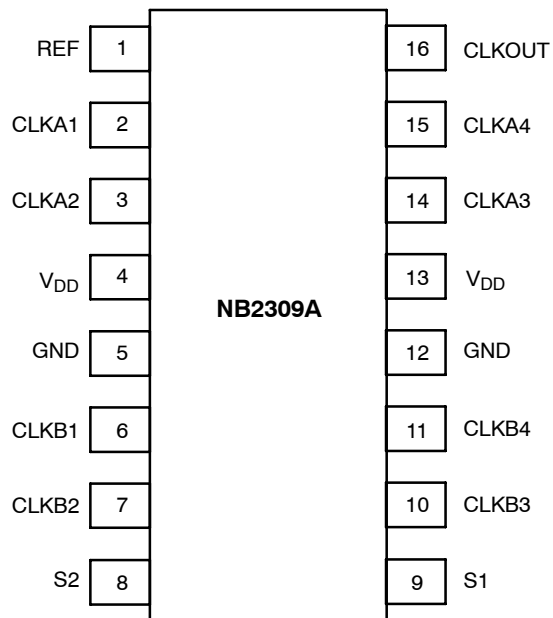 REF 1 16 CLKOUT
CLKA1 2 15 CLKA4
CLKA2 3 14 CLKA3
VDD 4 13 VDD
NB2309A
GND 5 12 GND
CLKB1 6 11 CLKB4
CLKB2 7 10 CLKB3
S2 8 9 S1